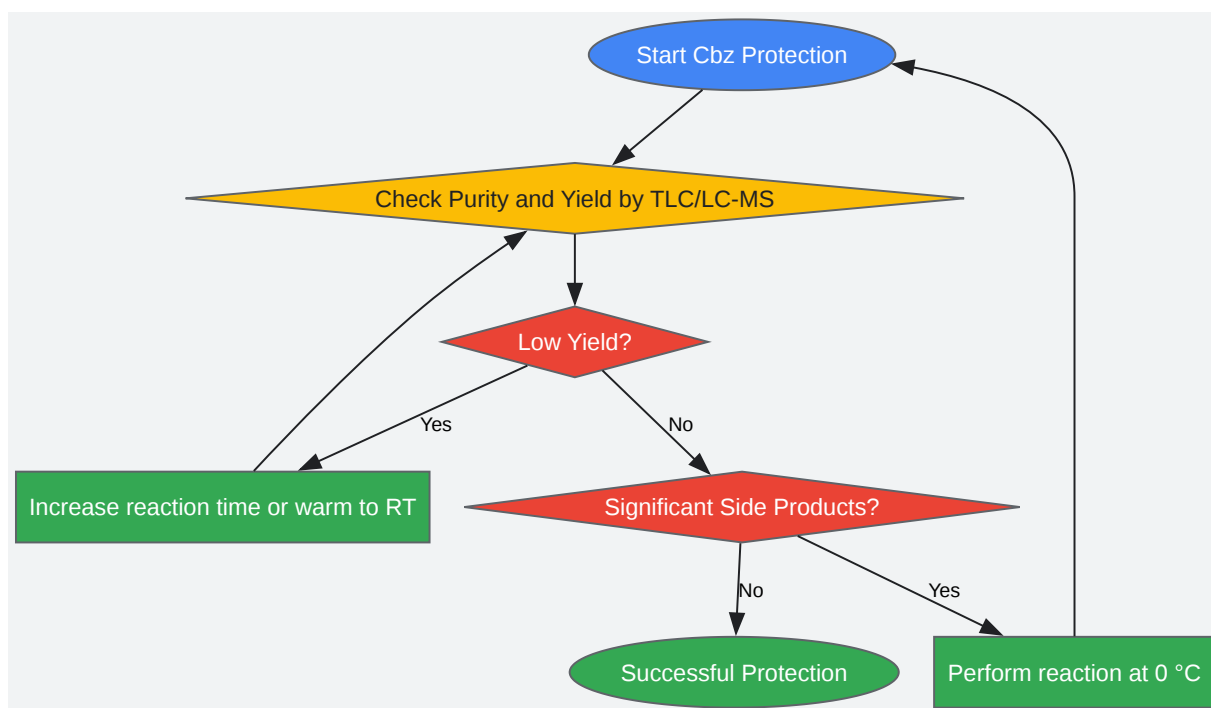 Start Cbz Protection
Check Purity and Yield by TLC/LC-MS
Low Yield?
Yes
No
Increase reaction time or warm to RT
Significant Side Products?
No
Yes
Successful Protection
Perform reaction at 0 °C